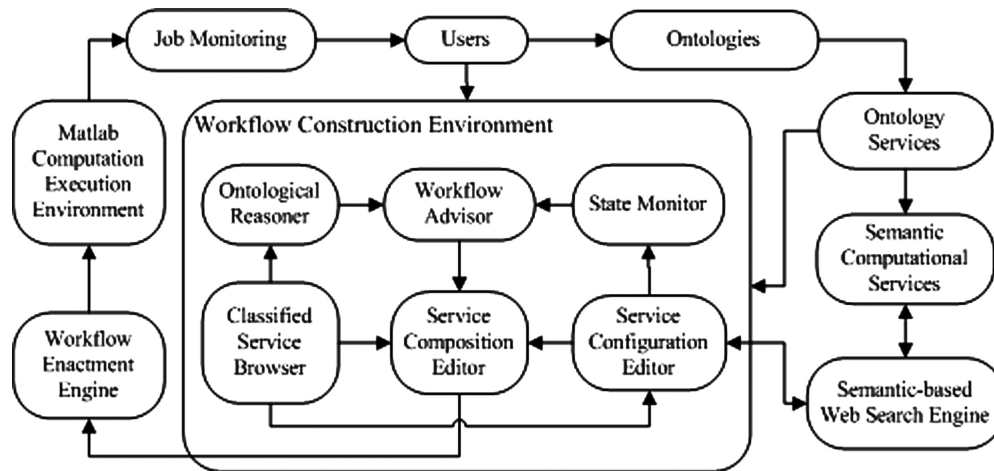 Job Monitoring
Users
Ontologies
Matlab
Computation
Execution
Environment
Workflow Construction Environment
Ontology
Services
Ontological
Reasoner
Workflow
Advisor
State Monitor
Semantic
Computational
Services
Workflow
Enactment
Engine
Classified
Service
Browser
Service
Composition
Editor
Service
Configuration
Editor
Semantic-based
Web Search Engine